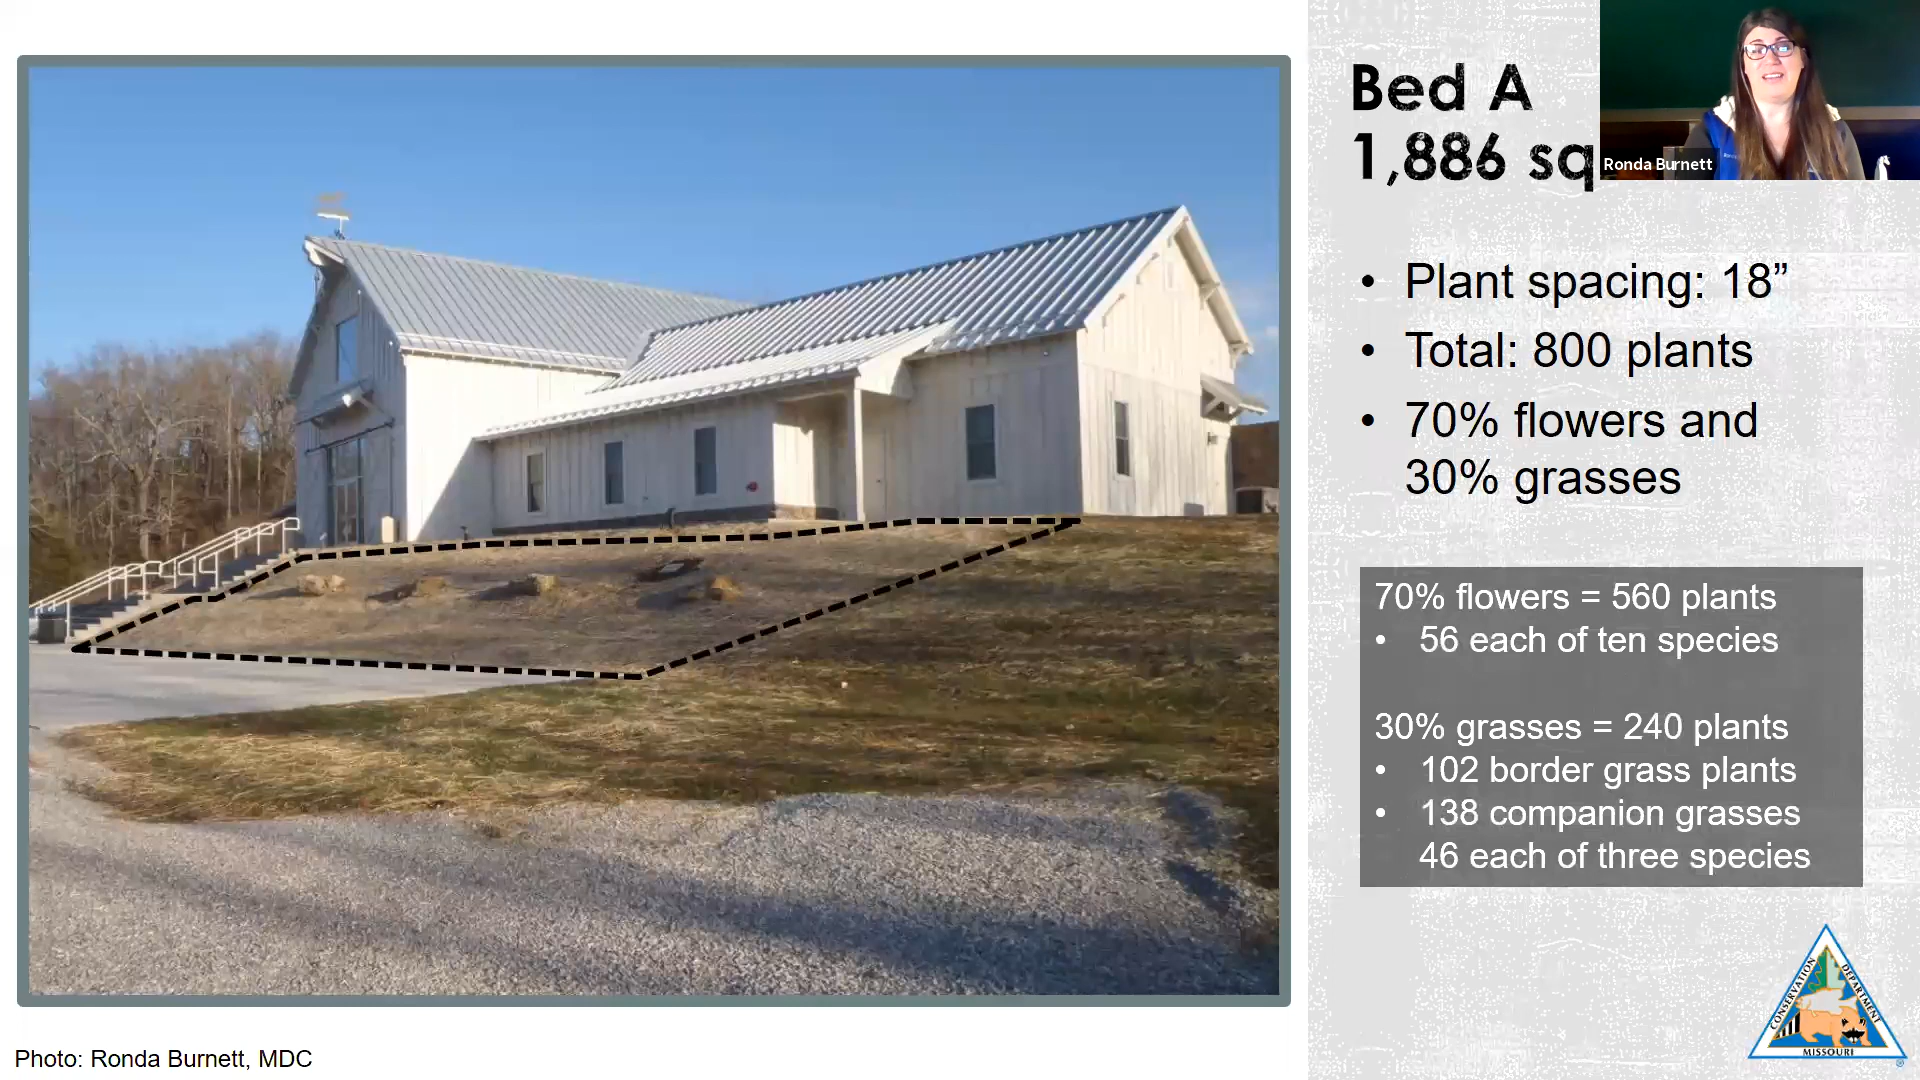 Bed A
1,886 sq
Ronda Burnett
• Plant spacing: 18”
• Total: 800 plants
• 70% flowers and
30% grasses
70% flowers = 560 plants
• 56 each of ten species
30% grasses = 240 plants
• 102 border grass plants
• 138 companion grasses
46 each of three species
CONSERVATION
DEPARTMENT
MISSOURI
®
Photo: Ronda Burnett, MDC